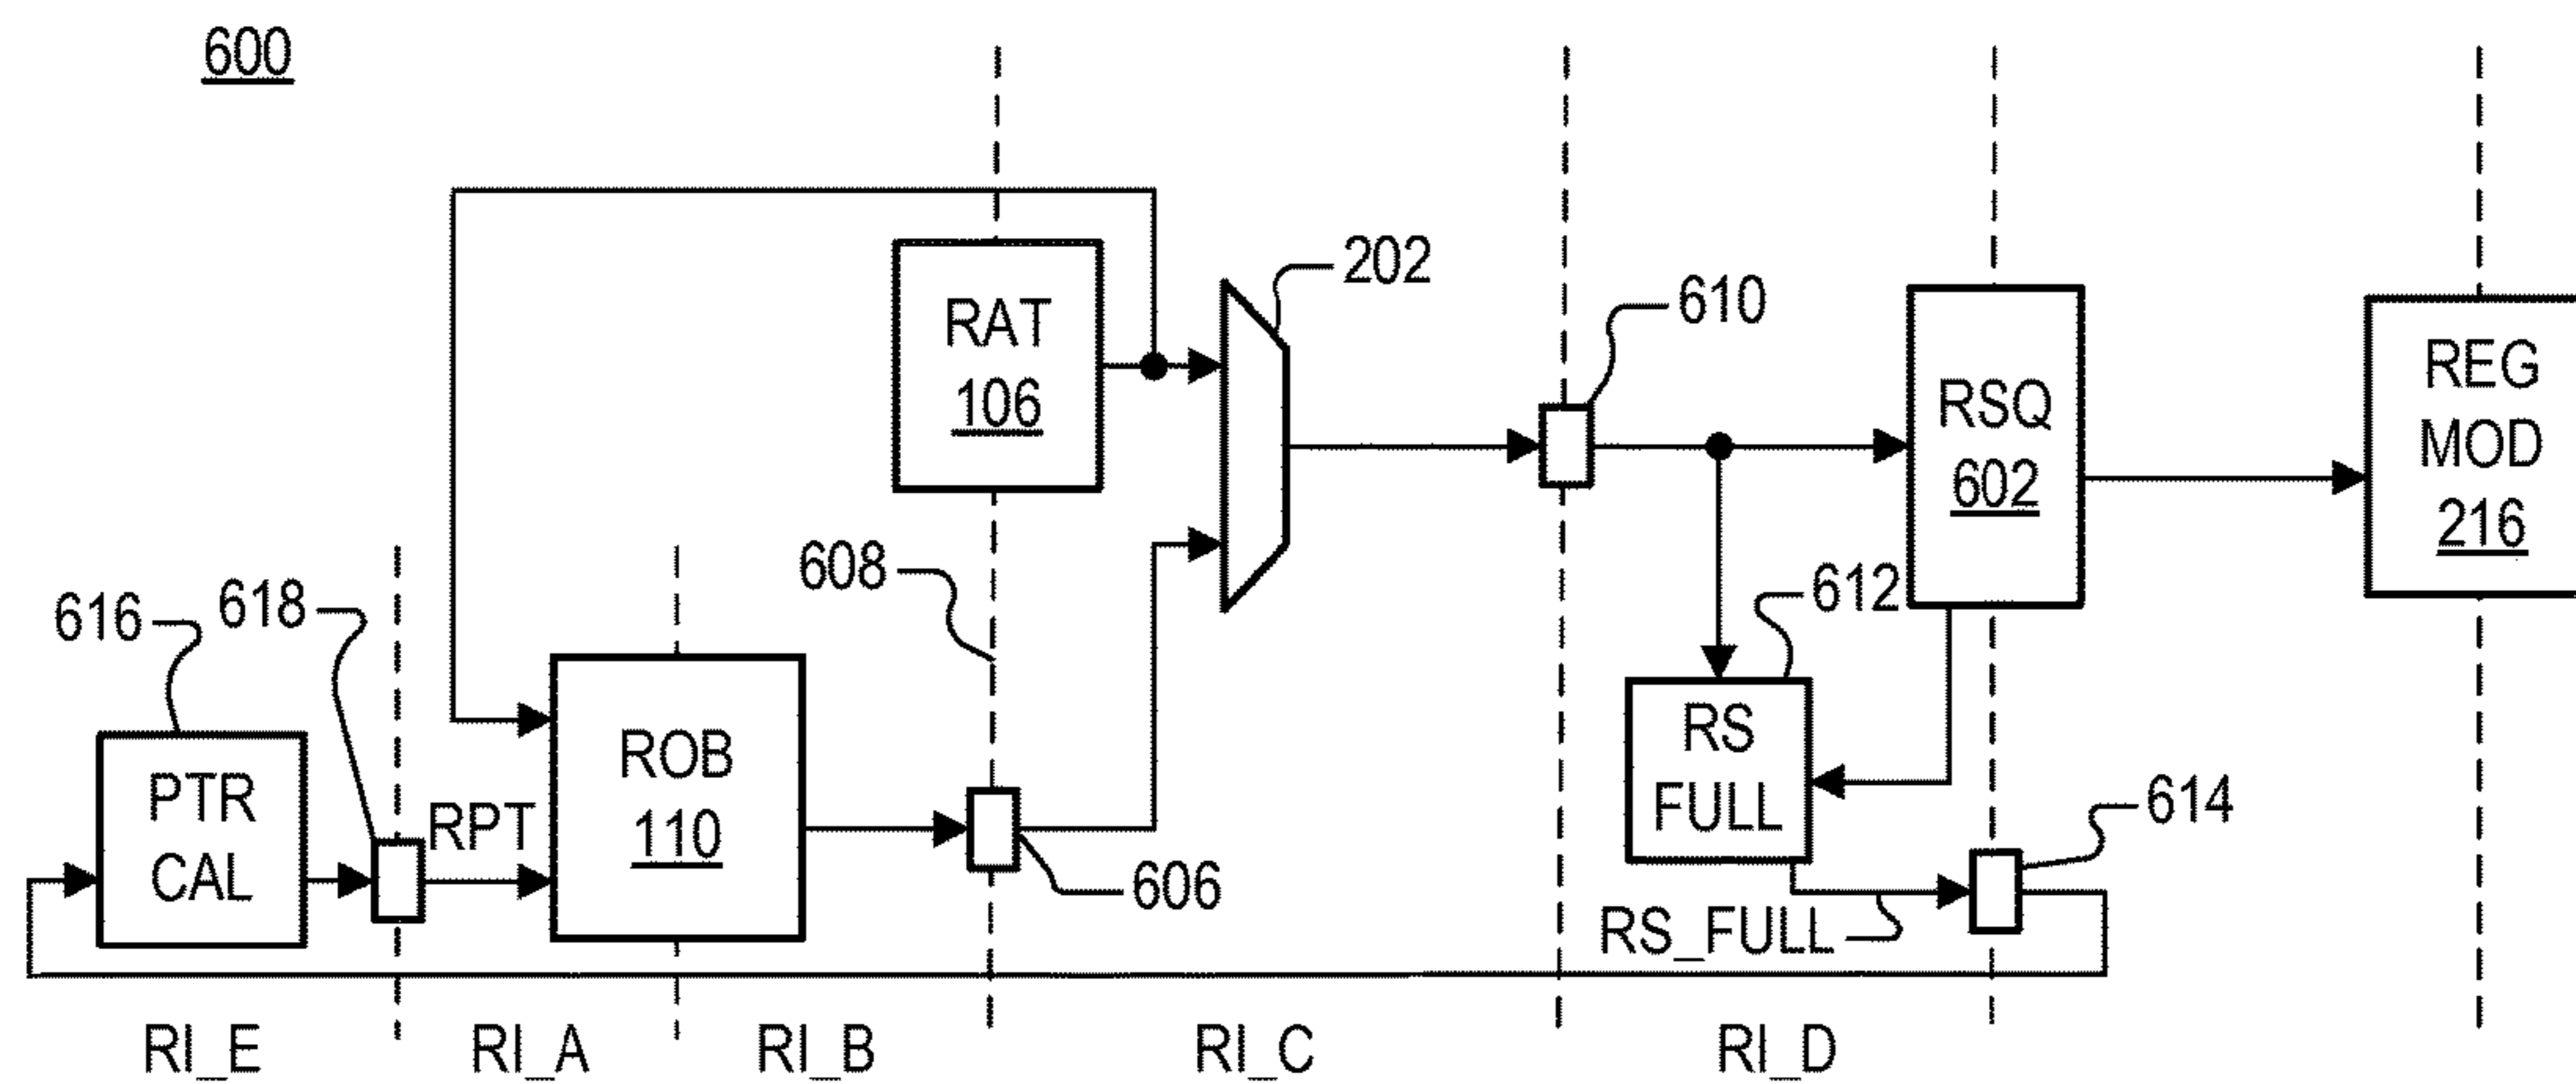 600
202
RAT
106
610
RSQ
602
REG
MOD
216
608
616
618
612
PTR
CAL
RPT
ROB
110
606
RS
FULL
614
RS_FULL
RI_E
RI_A
RI_B
RI_C
RI_D